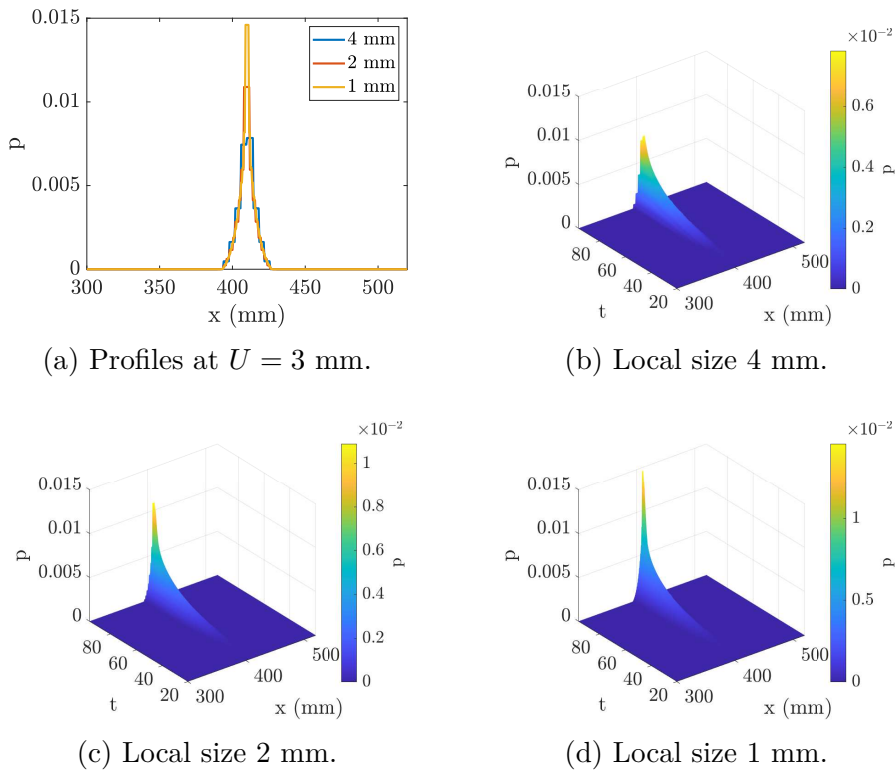 0.015
0.01
0.005
0
p
300 350 400 450 500
x (mm)
4 mm
2 mm
1 mm
(a) Profiles at U = 3 mm.
×10⁻²
0.015
0.01
0.005
0
p
80
60
40
20
t
300
400
500
x (mm)
0.6
0.4
0.2
0
p
(b) Local size 4 mm.
×10⁻²
0.015
0.01
0.005
0
p
80
60
40
20
t
300
400
500
x (mm)
1
0.8
0.6
0.4
0.2
0
p
(c) Local size 2 mm.
×10⁻²
0.015
0.01
0.005
0
p
80
60
40
20
t
300
400
500
x (mm)
1
0.5
0
p
(d) Local size 1 mm.